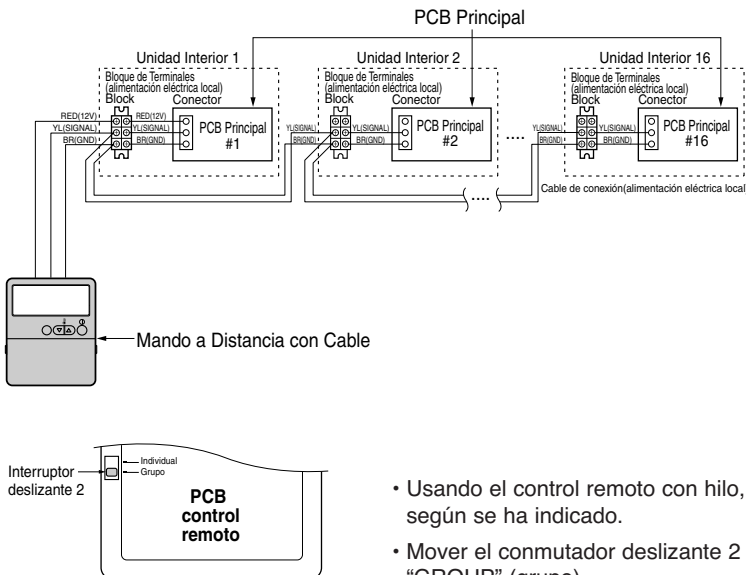 PCB Principal
Unidad Interior 1
Unidad Interior 2
Unidad Interior 16
Bloque de Terminales
(alimentación eléctrica local)
Block
Conector
Bloque de Terminales
(alimentación eléctrica local)
Block
Conector
Bloque de Terminales
(alimentación eléctrica local)
Block
Conector
RED(12V)
YL(SIGNAL)
BR(GND)
RED(12V)
YL(SIGNAL)
BR(GND)
PCB Principal
#1
YL(SIGNAL)
BR(GND)
YL(SIGNAL)
BR(GND)
PCB Principal
#2
....
YL(SIGNAL)
BR(GND)
YL(SIGNAL)
BR(GND)
PCB Principal
#16
....
Cable de conexión(alimentación eléctrica local
Mando a Distancia con Cable
Interruptor
deslizante 2
Individual
Grupo
PCB
control
remoto
• Usando el control remoto con hilo,
según se ha indicado.
• Mover el conmutador deslizante 2
“GROUP” (grupo)